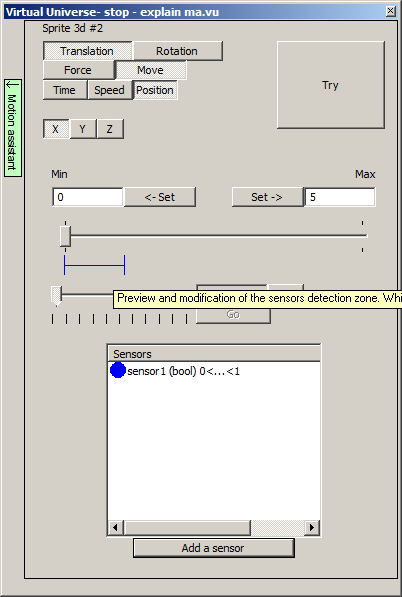 Virtual Universe- stop - explain ma.vu
Sprite 3d #2
Translation Rotation
Force Move
Try
Time Speed Position
Motion assistant
X Y Z
Min Max
0 <- Set Set -> 5
Preview and modification of the sensors detection zone. Whi
Go
Sensors
sensor1 (bool) 0<...<1
Add a sensor